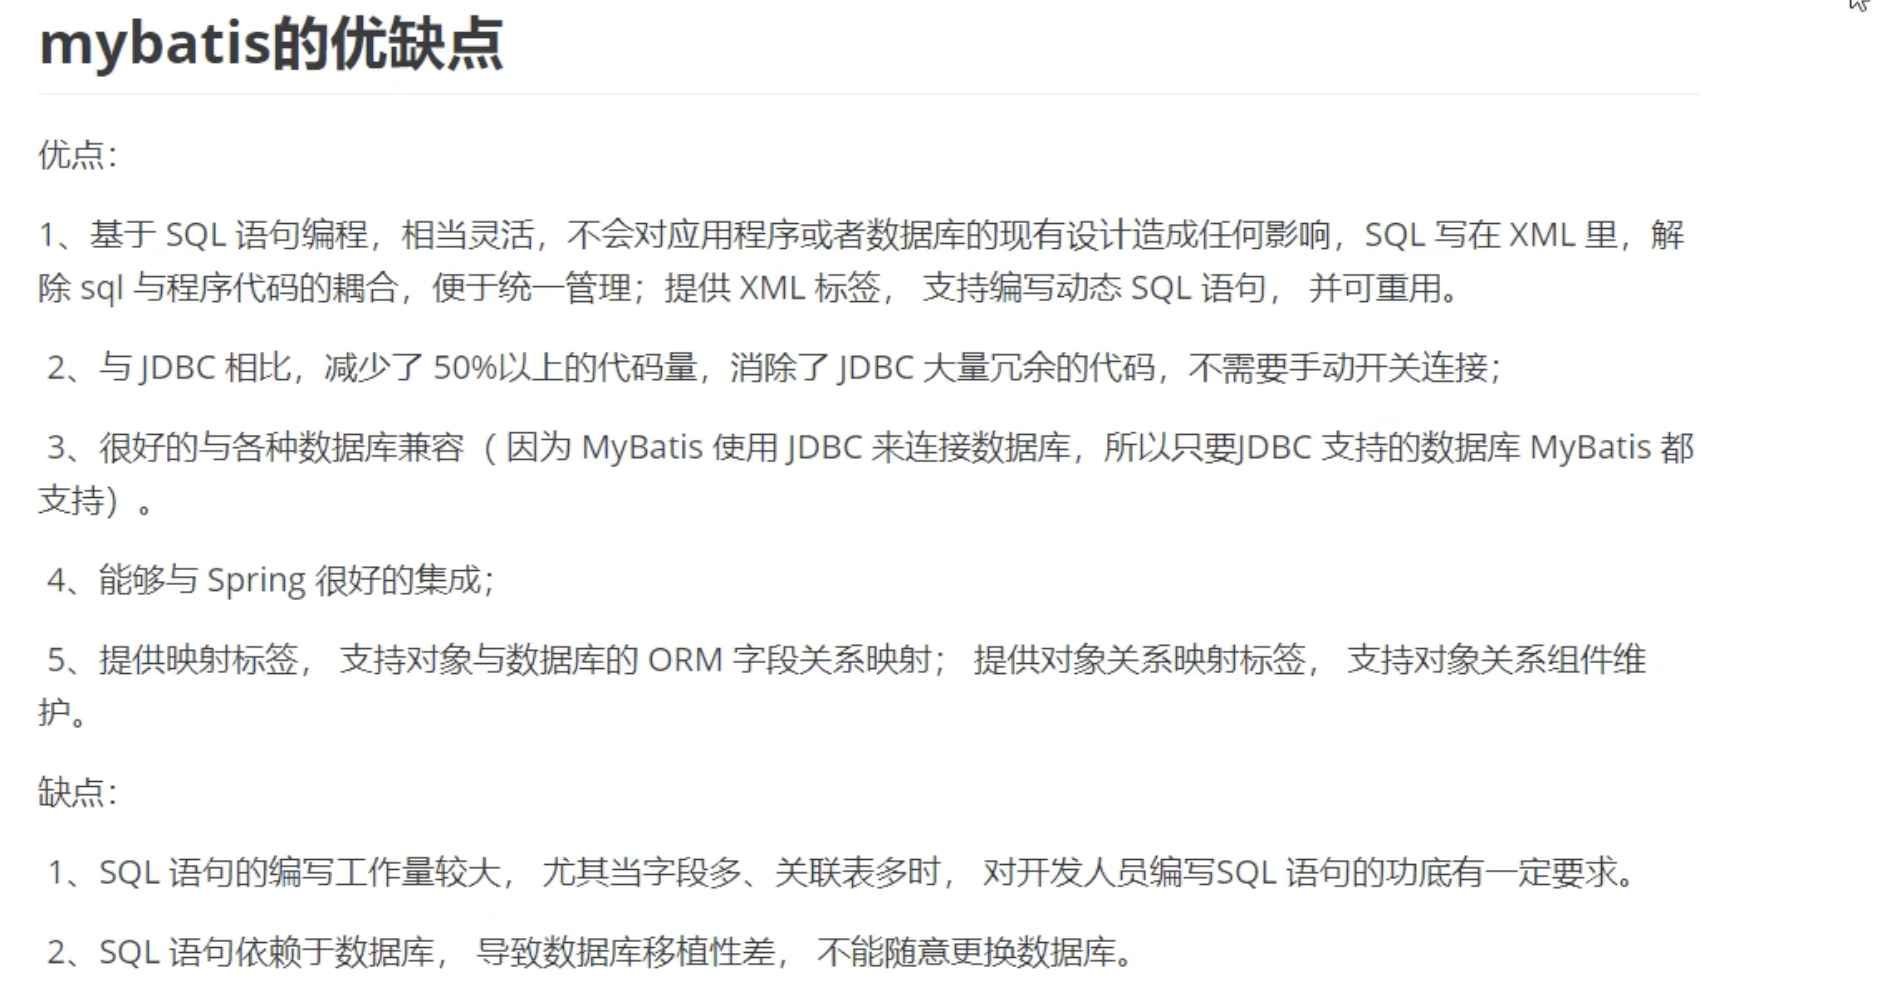 mybatis的优缺点
优点：
1、基于 SQL 语句编程，相当灵活，不会对应用程序或者数据库的现有设计造成任何影响，SQL 写在 XML 里，解
除 sql 与程序代码的耦合，便于统一管理；提供 XML 标签， 支持编写动态 SQL 语句， 并可重用。
2、与 JDBC 相比，减少了 50%以上的代码量，消除了 JDBC 大量冗余的代码，不需要手动开关连接；
3、很好的与各种数据库兼容（ 因为 MyBatis 使用 JDBC 来连接数据库，所以只要JDBC 支持的数据库 MyBatis 都
支持）。
4、能够与 Spring 很好的集成；
5、提供映射标签， 支持对象与数据库的 ORM 字段关系映射； 提供对象关系映射标签， 支持对象关系组件维
护。
缺点：
1、SQL 语句的编写工作量较大， 尤其当字段多、关联表多时， 对开发人员编写SQL 语句的功底有一定要求。
2、SQL 语句依赖于数据库， 导致数据库移植性差， 不能随意更换数据库。